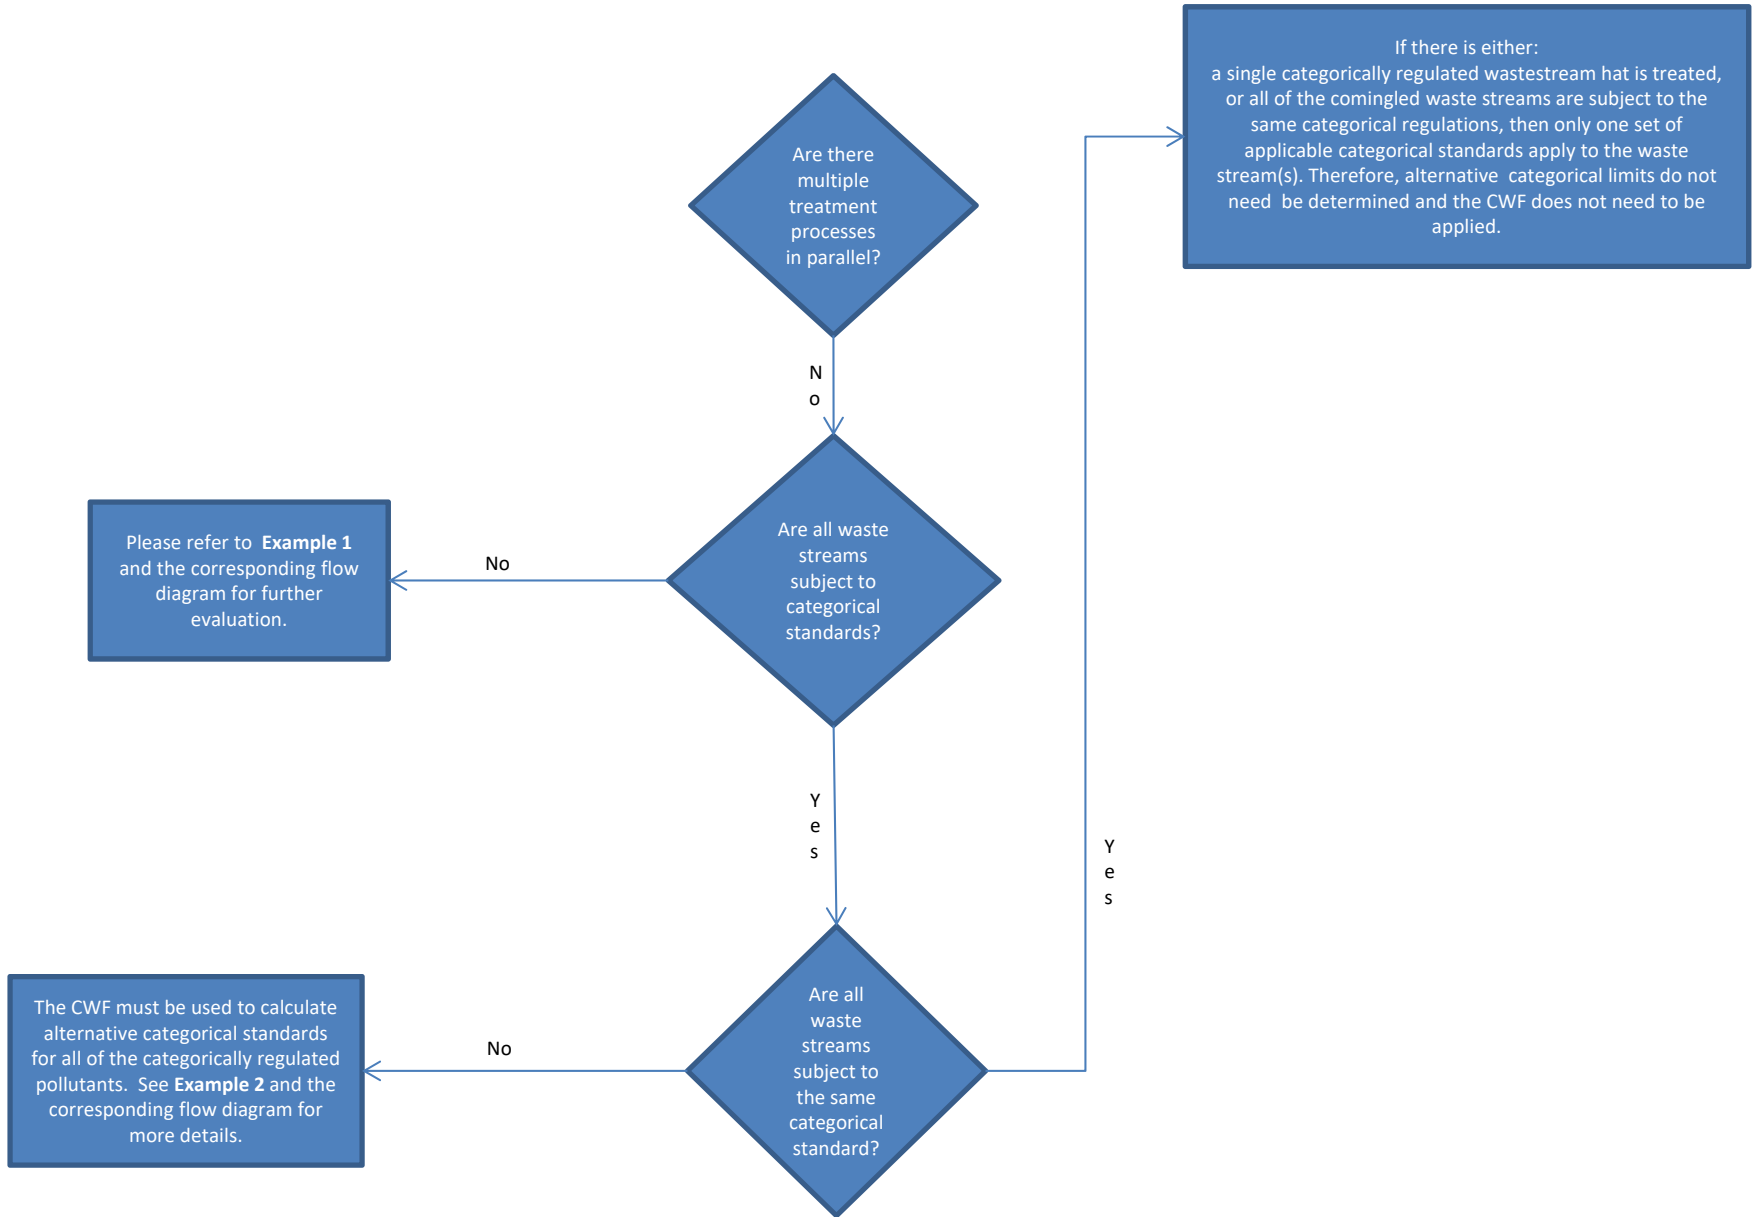 Are there
multiple
treatment
processes
in parallel?
If there is either:
a single categorically regulated wastestream hat is treated,
or all of the comingled waste streams are subject to the
same categorical regulations, then only one set of
applicable categorical standards apply to the waste
stream(s). Therefore, alternative categorical limits do not
need be determined and the CWF does not need to be
applied.
N
o
Are all waste
streams
subject to
categorical
standards?
No
Please refer to Example 1
and the corresponding flow
diagram for further
evaluation.
Y
e
s
Y
e
s
Are all
waste
streams
subject to
the same
categorical
standard?
No
The CWF must be used to calculate
alternative categorical standards
for all of the categorically regulated
pollutants. See Example 2 and the
corresponding flow diagram for
more details.